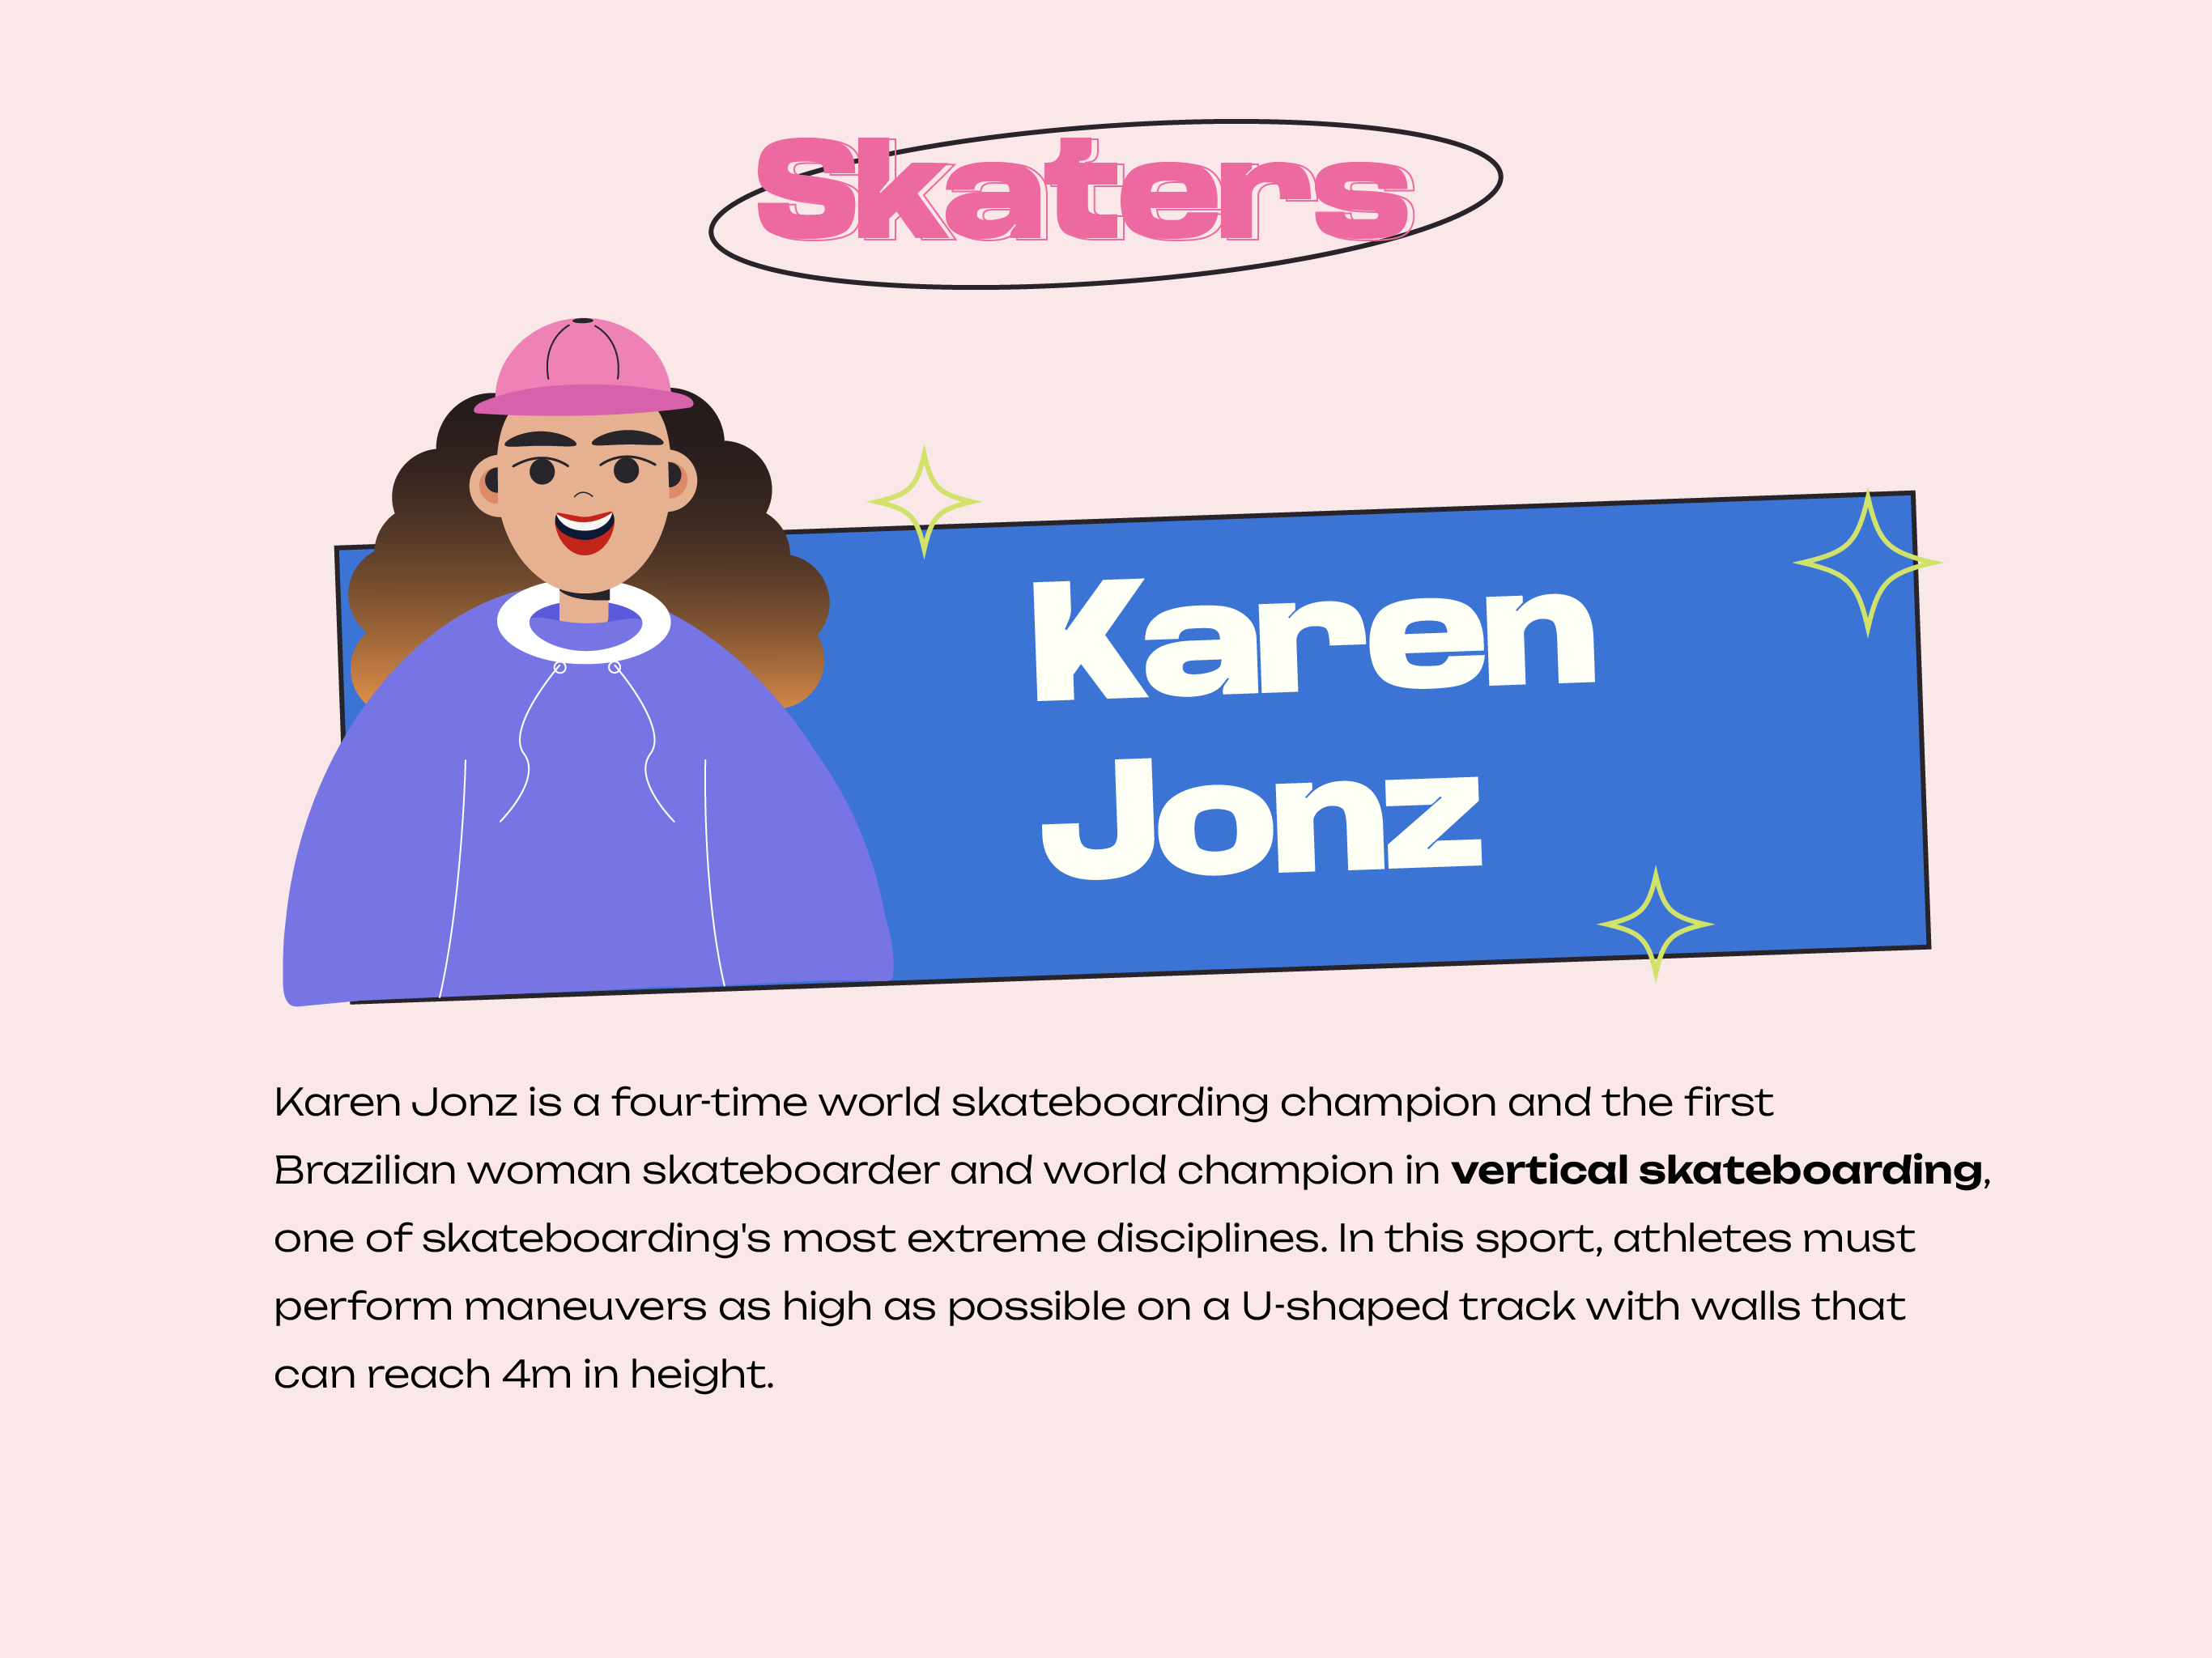 Skaters
Karen
Jonz
Karen Jonz is a four-time world skateboarding champion and the first
Brazilian woman skateboarder and world champion in vertical skateboarding,
one of skateboarding's most extreme disciplines. In this sport, athletes must
perform maneuvers as high as possible on a U-shaped track with walls that
can reach 4m in height.